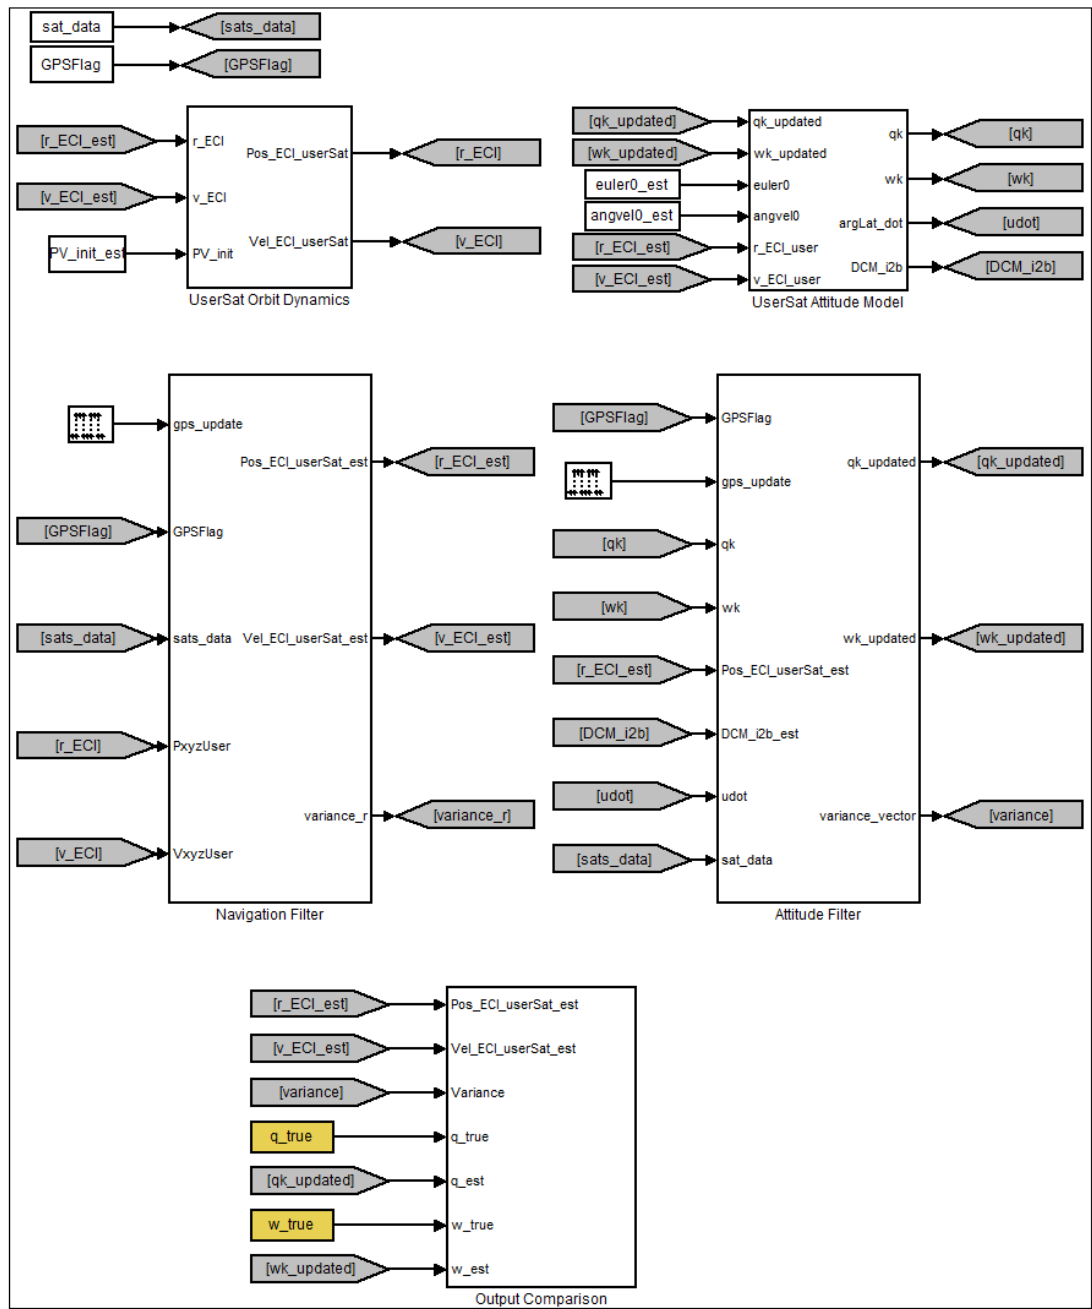 sat_data
[sats_data]
GPSFlag
[GPSFlag]
[r_ECI_est]
r_ECI
Pos_ECI_userSat
[r_ECI]
[v_ECI_est]
v_ECI
PV_init_est
PV_init
Vel_ECI_userSat
[v_ECI]
UserSat Orbit Dynamics
[qk_updated]
qk_updated
qk
[qk]
[wk_updated]
wk_updated
euler0_est
euler0
wk
[wk]
angvel0_est
angvel0
argLat_dot
[udot]
[r_ECI_est]
r_ECI_user
DCM_i2b
[DCM_i2b]
[v_ECI_est]
v_ECI_user
UserSat Attitude Model
gps_update
Pos_ECI_userSat_est
[r_ECI_est]
[GPSFlag]
GPSFlag
[sats_data]
sats_data
Vel_ECI_userSat_est
[v_ECI_est]
[r_ECI]
PxyzUser
variance_r
[variance_r]
[v_ECI]
VxyzUser
Navigation Filter
[GPSFlag]
GPSFlag
qk_updated
[qk_updated]
gps_update
[qk]
qk
[wk]
wk
wk_updated
[wk_updated]
[r_ECI_est]
Pos_ECI_userSat_est
[DCM_i2b]
DCM_i2b_est
[udot]
udot
variance_vector
[variance]
[sats_data]
sat_data
Attitude Filter
[r_ECI_est]
Pos_ECI_userSat_est
[v_ECI_est]
Vel_ECI_userSat_est
[variance]
Variance
q_true
q_true
[qk_updated]
q_est
w_true
w_true
[wk_updated]
w_est
Output Comparison